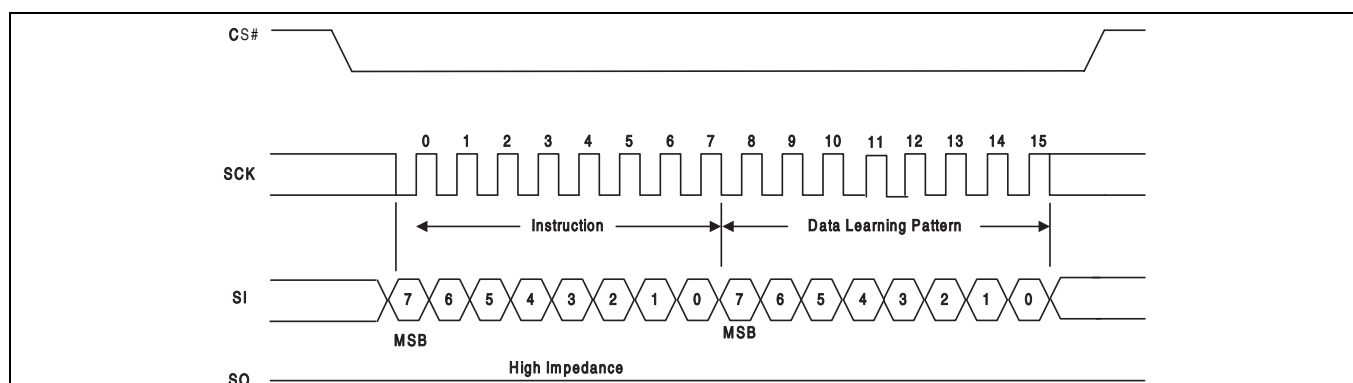 CS#
0 1 2 3 4 5 6 7 8 9 10 11 12 13 14 15
SCK
Instruction Data Learning Pattern
SI 7 6 5 4 3 2 1 0 7 6 5 4 3 2 1 0
MSB MSB
High Impedance
SO